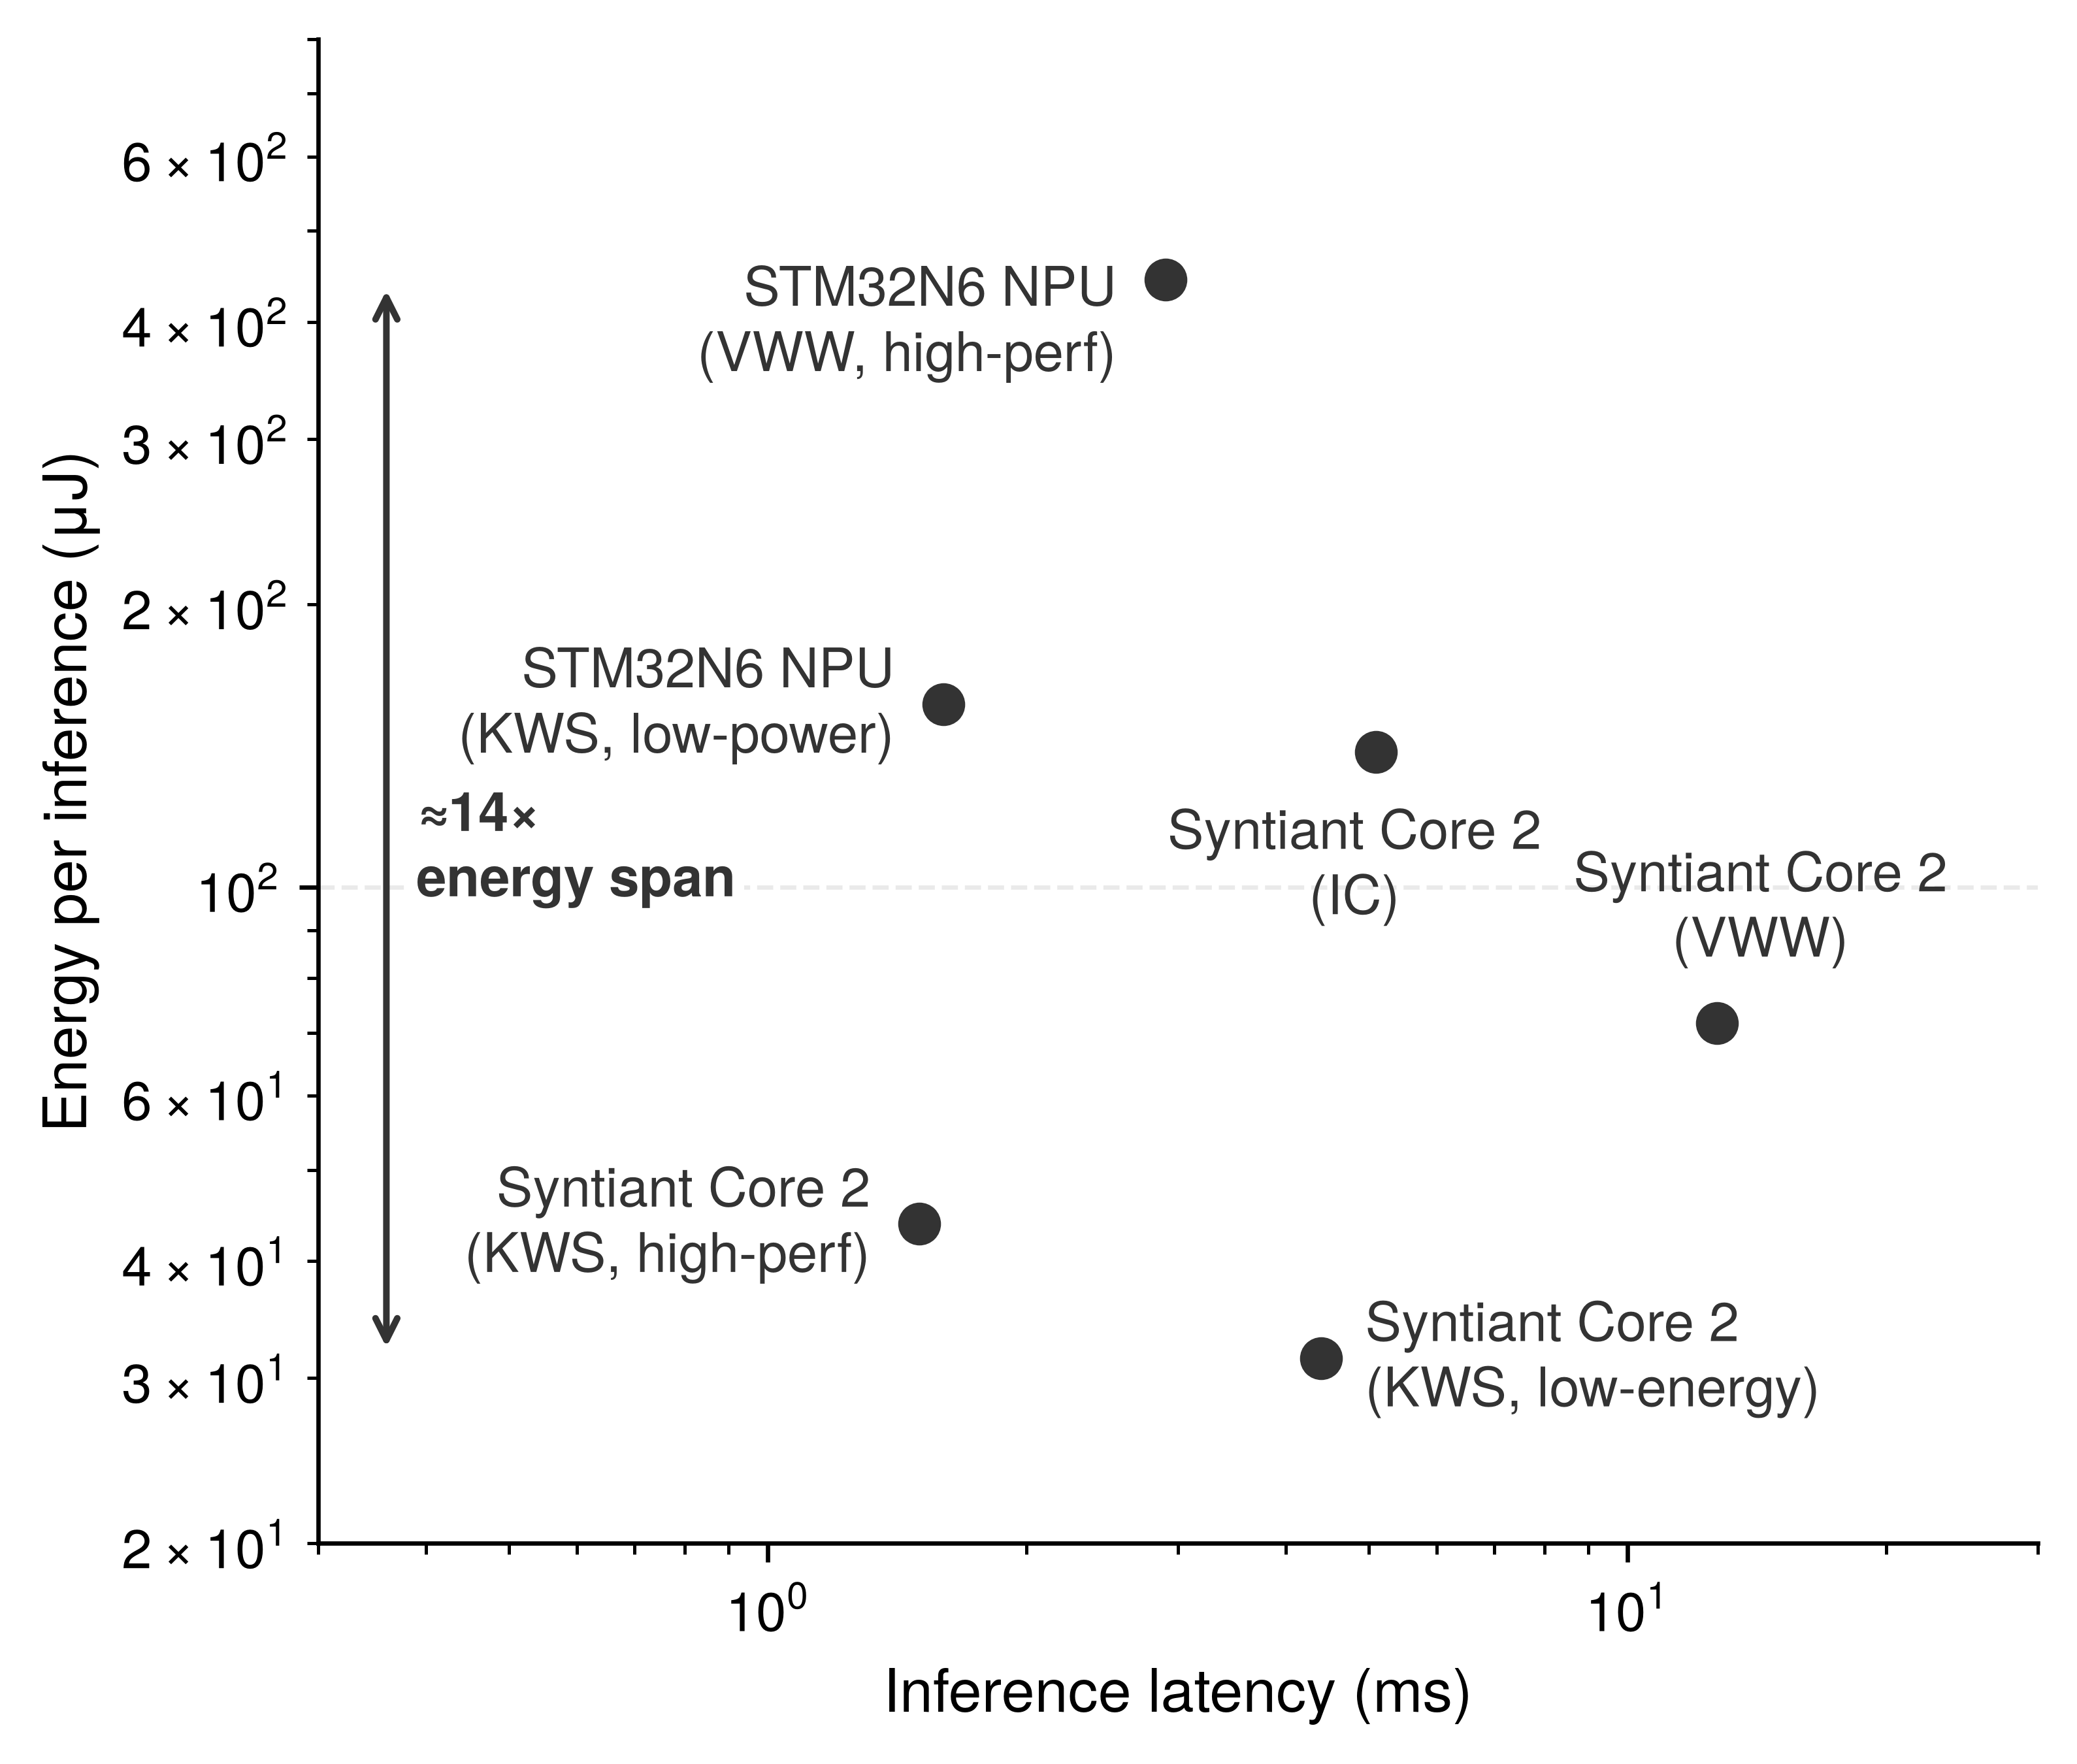 Energy per inference (µJ)
6 × 10²
4 × 10²
3 × 10²
2 × 10²
10²
6 × 10¹
4 × 10¹
3 × 10¹
2 × 10¹
STM32N6 NPU
(VWW, high-perf)
STM32N6 NPU
(KWS, low-power)
≈14×
energy span
Syntiant Core 2
(IC)
Syntiant Core 2
(VWW)
Syntiant Core 2
(KWS, high-perf)
Syntiant Core 2
(KWS, low-energy)
10⁰
10¹
Inference latency (ms)